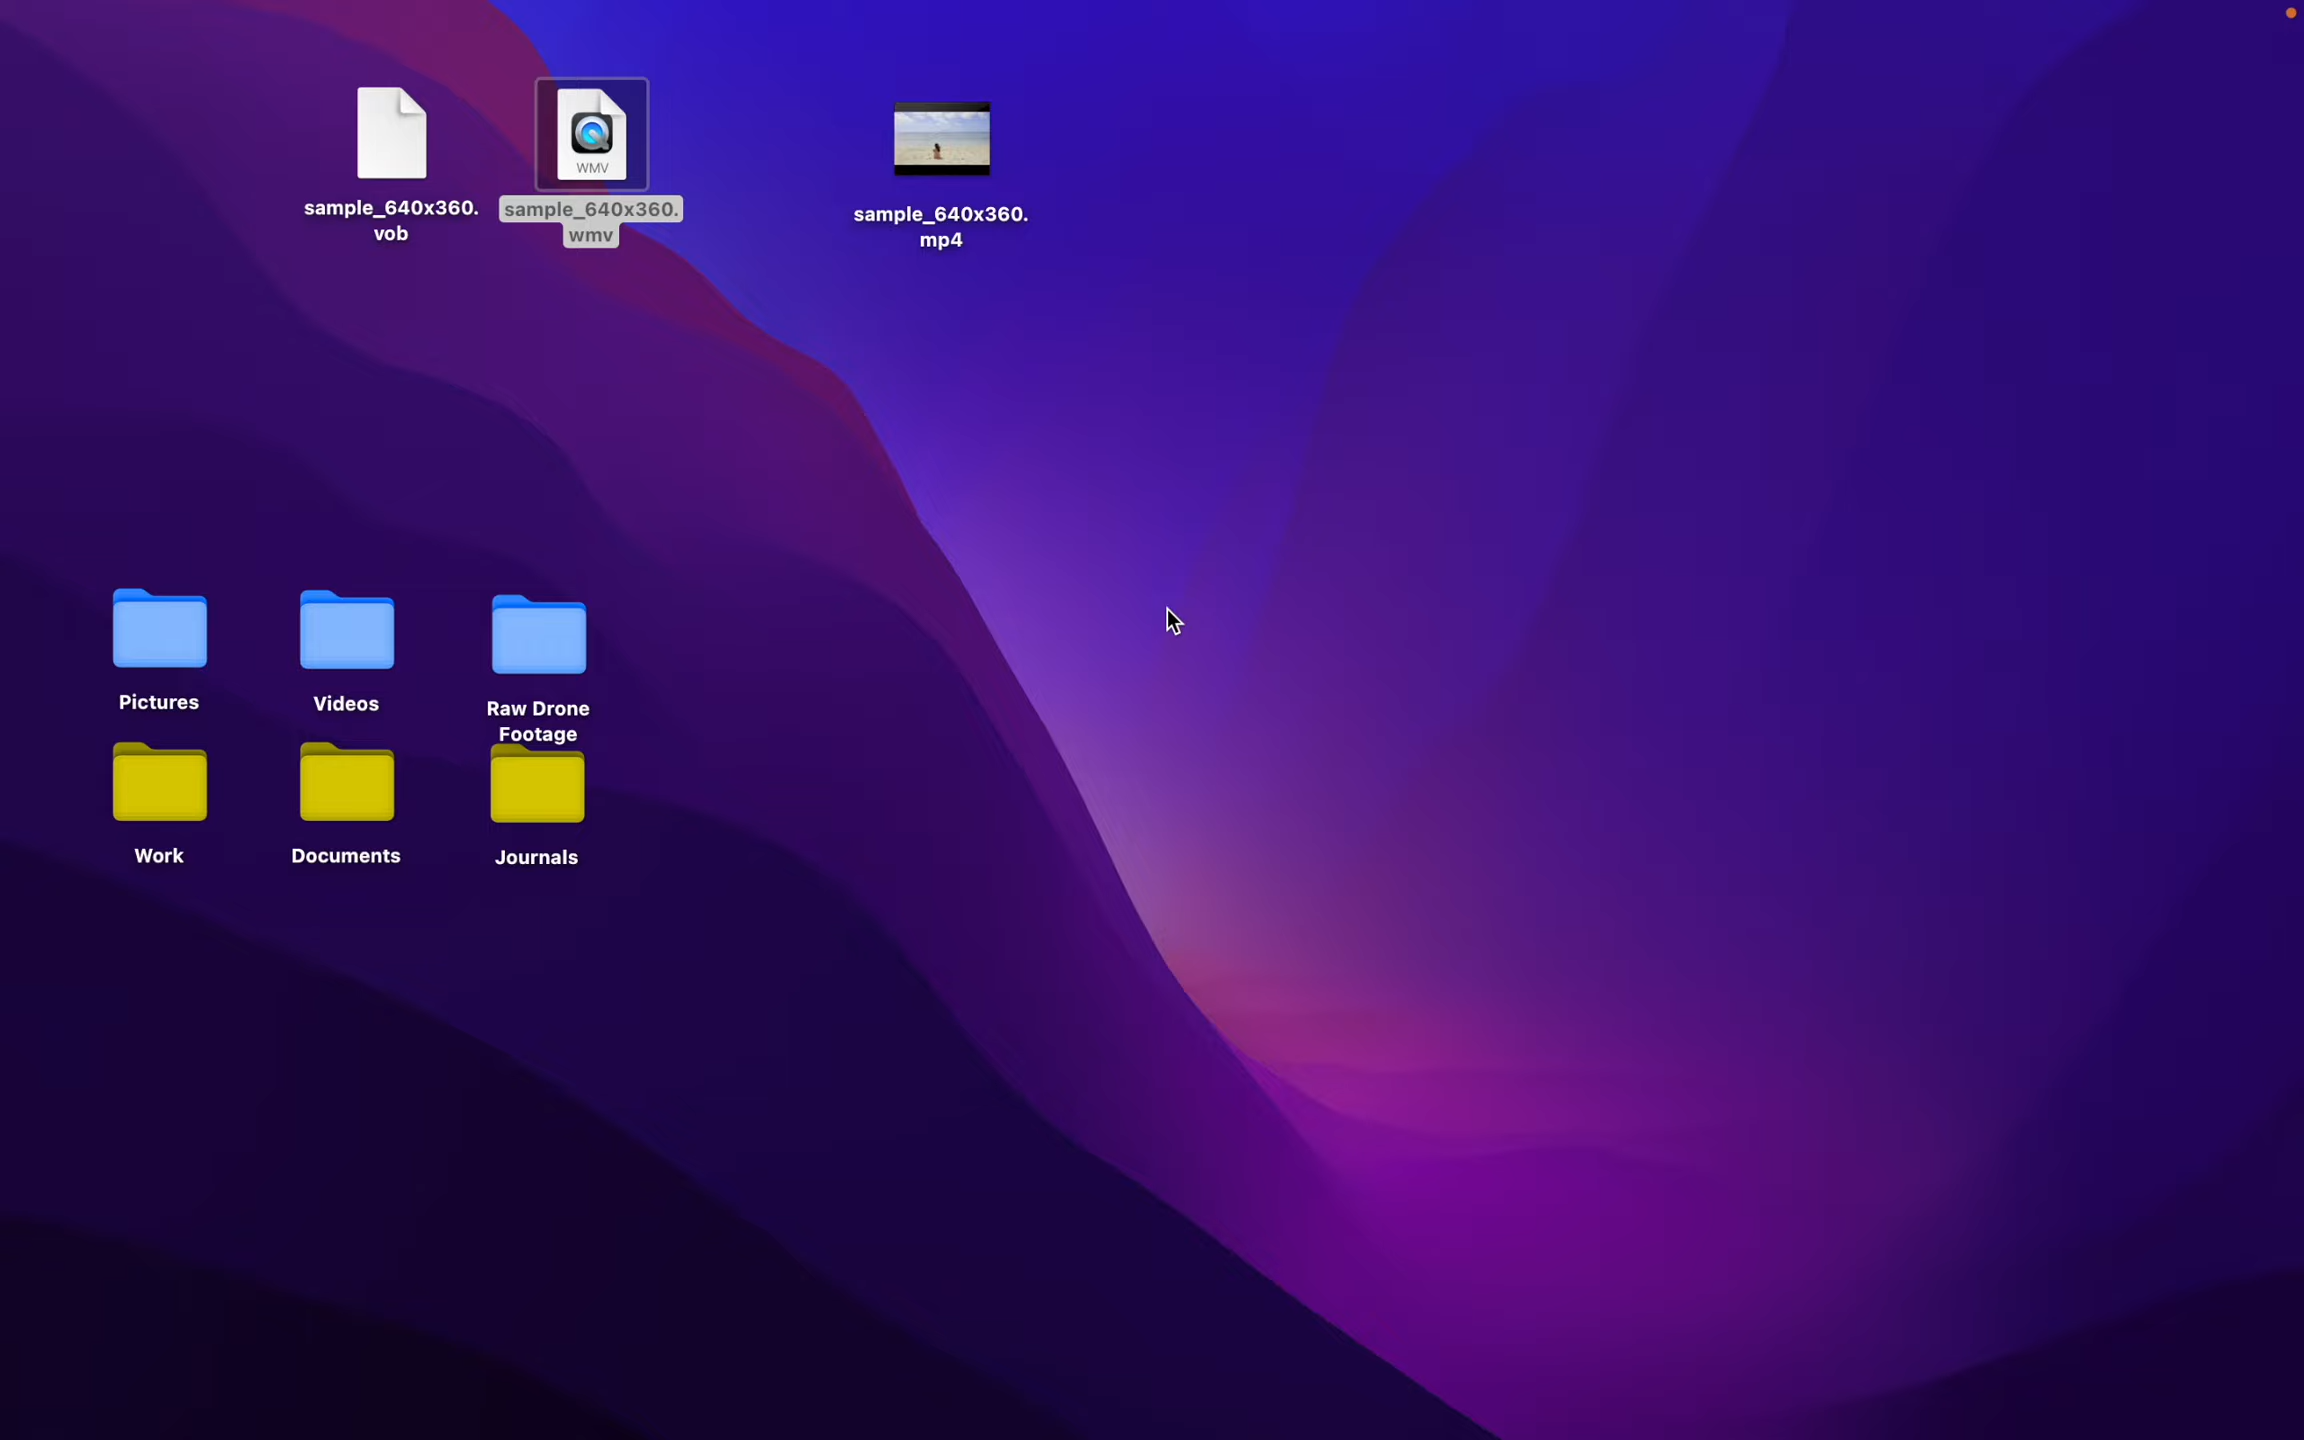 WMV
sample_640x360.
vob
sample_640x360.
wmv
sample_640x360.
mp4
Pictures
Videos
Raw Drone
Footage
Work
Documents
Journals